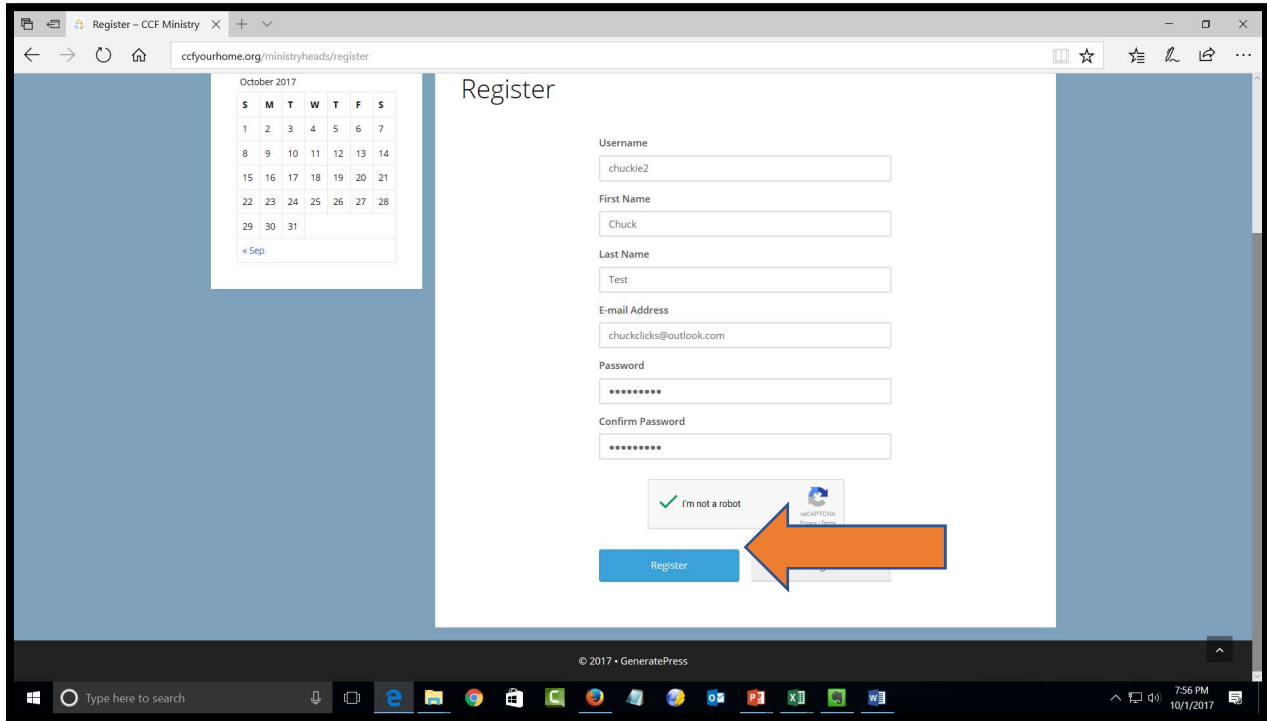 Register – CCF Ministry
ccfyourhome.org/ministryheads/register
October 2017
S M T W T F S
1 2 3 4 5 6 7
8 9 10 11 12 13 14
15 16 17 18 19 20 21
22 23 24 25 26 27 28
29 30 31
« Sep
Register
Username
chuckie2
First Name
Chuck
Last Name
Test
E-mail Address
chuckclicks@outlook.com
Password
•••••••••
Confirm Password
•••••••••
I'm not a robot
reCAPTCHA
Privacy - Terms
Register
© 2017 • GeneratePress
Type here to search
7:56 PM
10/1/2017